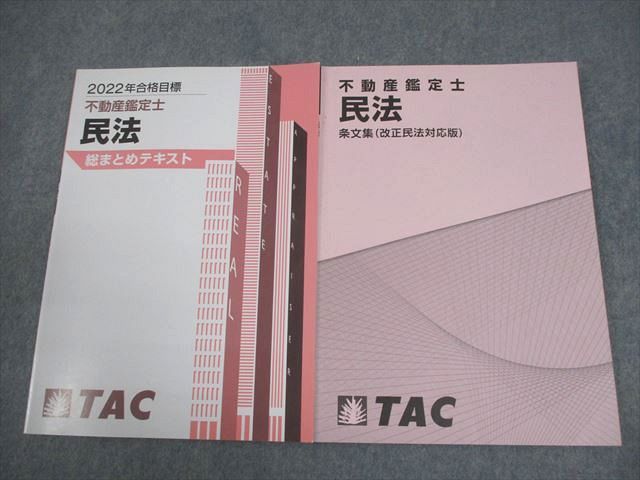 2022年合格目標
不動産鑑定士
民法
総まとめテキスト
REAL
ESTATE
APPRAISER
TAC
不動産鑑定士
民法
条文集(改正民法対応版)
TAC